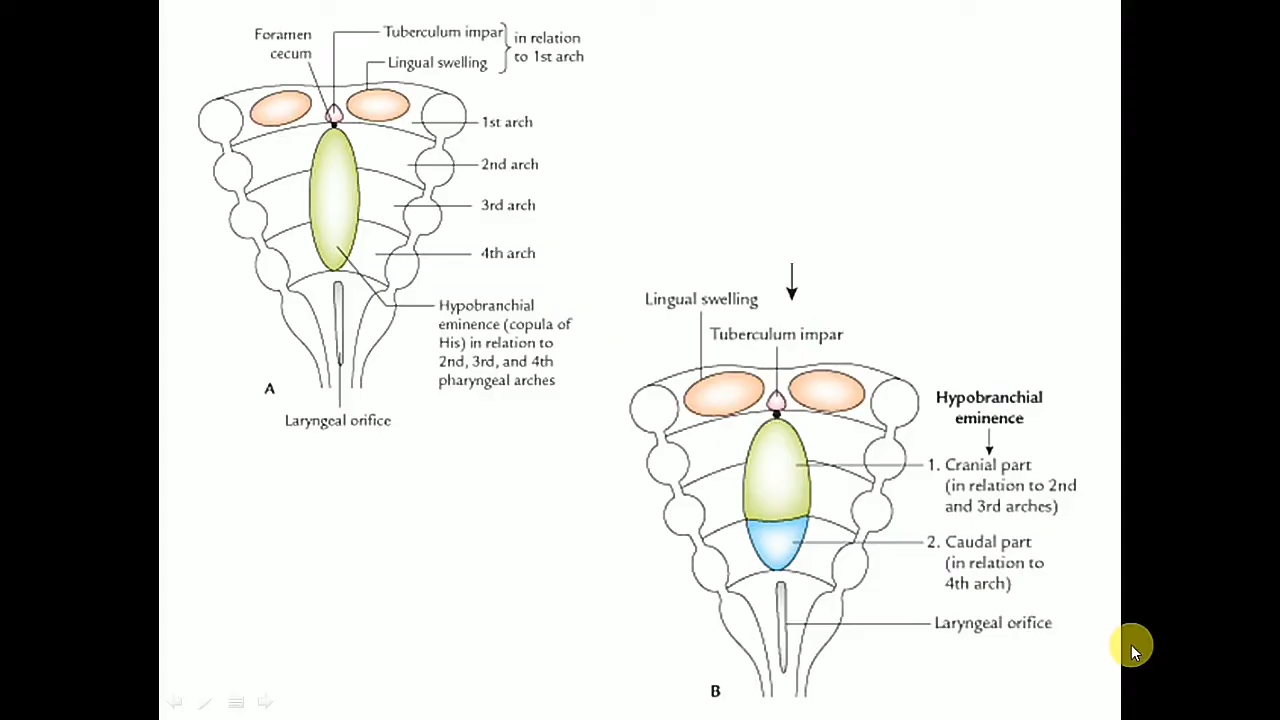 Foramen
cecum
Tuberculum impar
Lingual swelling
in relation
to 1st arch
1st arch
2nd arch
3rd arch
4th arch
Hypobranchial
eminence (copula of
His) in relation to
2nd, 3rd, and 4th
pharyngeal arches
A
Laryngeal orifice
Lingual swelling
Tuberculum impar
Hypobranchial
eminence
1. Cranial part
(in relation to 2nd
and 3rd arches)
2. Caudal part
(in relation to
4th arch)
Laryngeal orifice
B